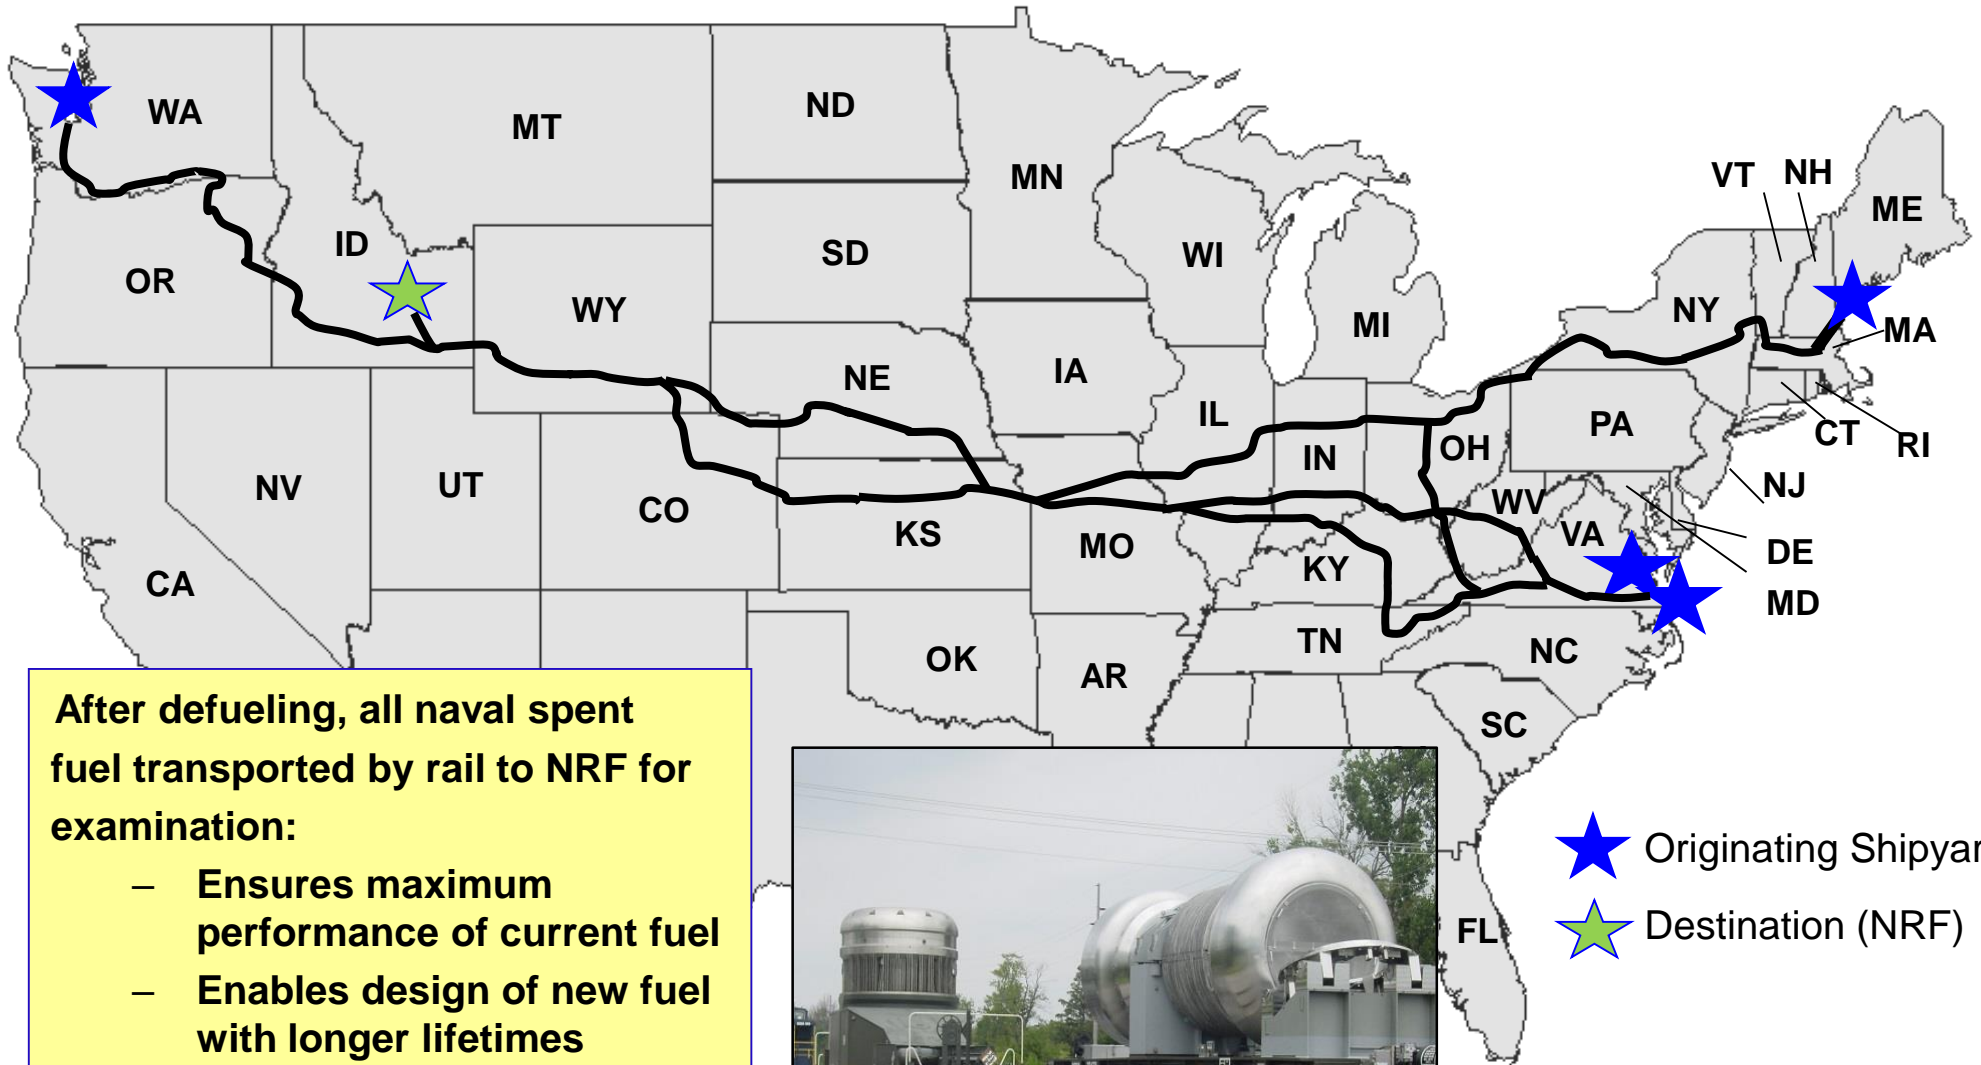 WA
MT
ND
MN
VT
NH
ME
ID
OR
WY
SD
WI
MI
NY
MA
NE
IA
IL
IN
OH
PA
CT
RI
NV
UT
CO
KS
MO
KY
WV
VA
NJ
DE
MD
CA
OK
AR
TN
NC
SC
FL
After defueling, all naval spent
fuel transported by rail to NRF for
examination:
– Ensures maximum
performance of current fuel
– Enables design of new fuel
with longer lifetimes
Originating Shipyar
Destination (NRF)